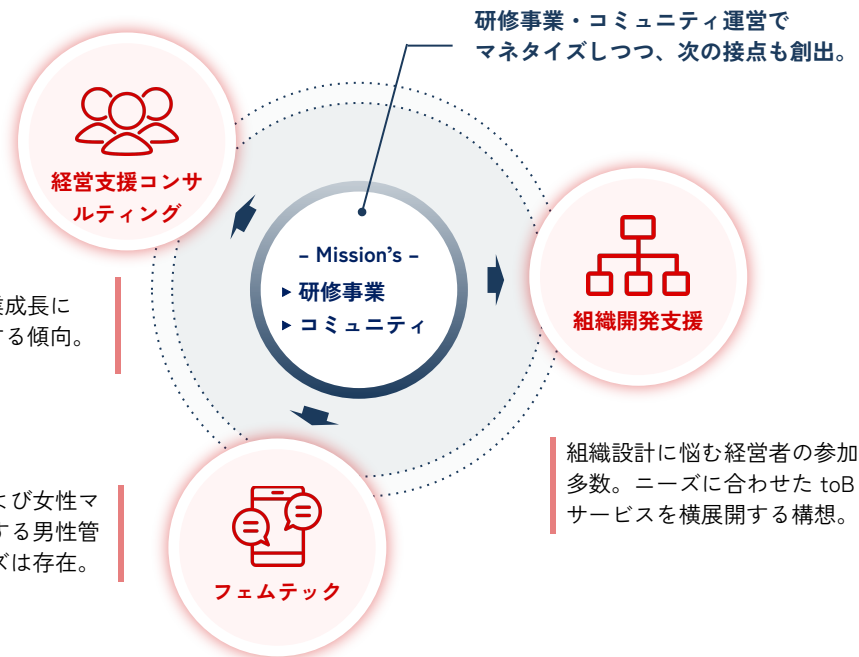 研修事業・コミュニティ運営で
マネタイズしつつ、次の接点も創出。
経営支援コンサ
ルティング
– Mission’s –
▸ 研修事業
▸ コミュニティ
組織開発支援
業成長に
する傾向。
組織設計に悩む経営者の参加
多数。ニーズに合わせた toB
サービスを横展開する構想。
よび女性マ
する男性管
ズは存在。
フェムテック